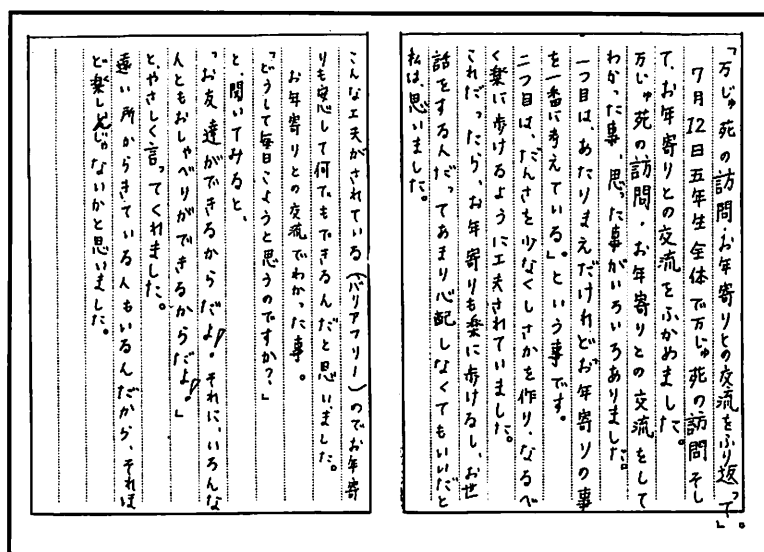 「万じゅ苑の訪問・お年寄りとの交流をふり返って」。
７月12日五年生全体で万じゅ苑の訪問そし
て、お年寄りとの交流をふかめました。
万じゅ苑の訪問・お年寄りとの交流をして
わかった事、思った事がいろいろありました。
一つ目は、あたりまえだけれど"お年寄りの事
を一番に考えている。"という事です。
二つ目は、だんさを少なくしさかを作り、なるべ
く楽に歩けるように工夫されていました。
これだったら、お年寄りも楽に歩けるし、お世
話をする人だってあまり心配しなくてもいいだと
私は、思いました。
こんな工夫がされている(バリアフリー)のでお年寄
りも安心して何でもできるんだと思いました。
お年寄りとの交流でわかった事。
「どうして毎日こようと思うのですか？」
と、聞いてみると、
「お友達ができるからだよ！それに、いろんな
人ともおしゃべりができるからだよ！。」
と、やさしく言ってくれました。
遠い所からきている人もいるんだから、それほ
ど楽しんじゃないかと思いました。